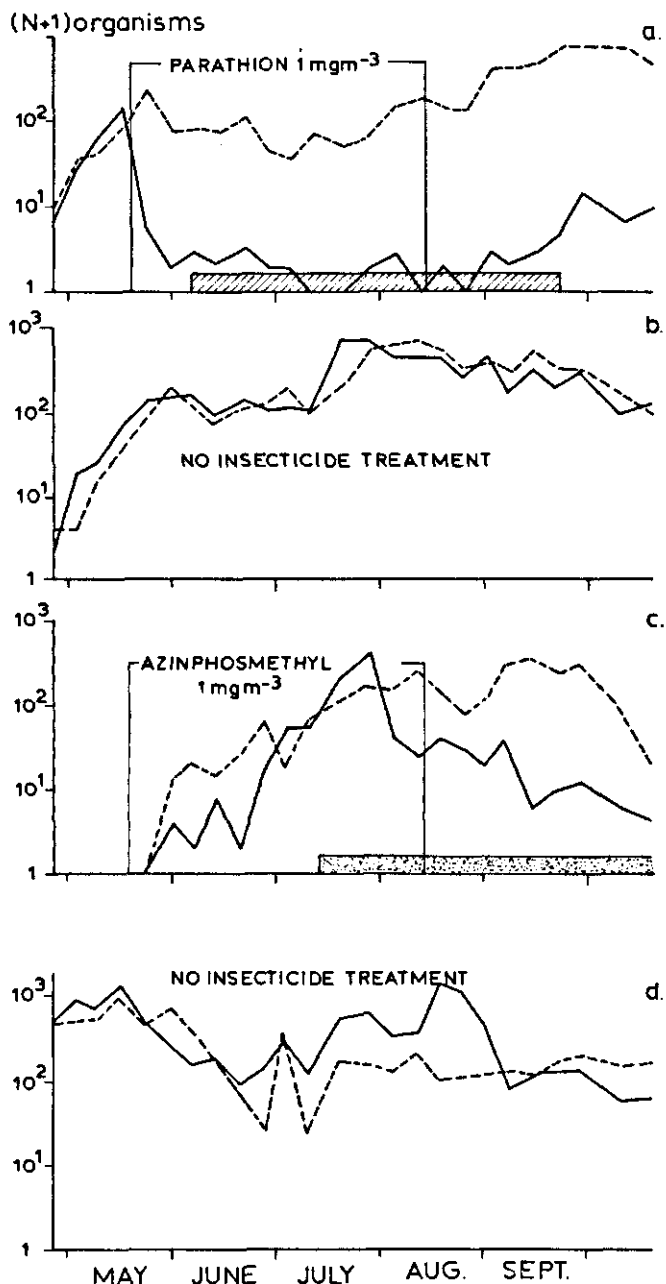 (N+1)organisms
a.
PARATHION 1mgm-3
10²
10¹
1
10³
b.
10²
NO INSECTICIDE TREATMENT
10¹
1
10³
c.
AZINPHOSMETHYL
1mgm-3
10²
10¹
1
NO INSECTICIDE TREATMENT
10³
d.
10²
10¹
1
MAY JUNE JULY AUG. SEPT.